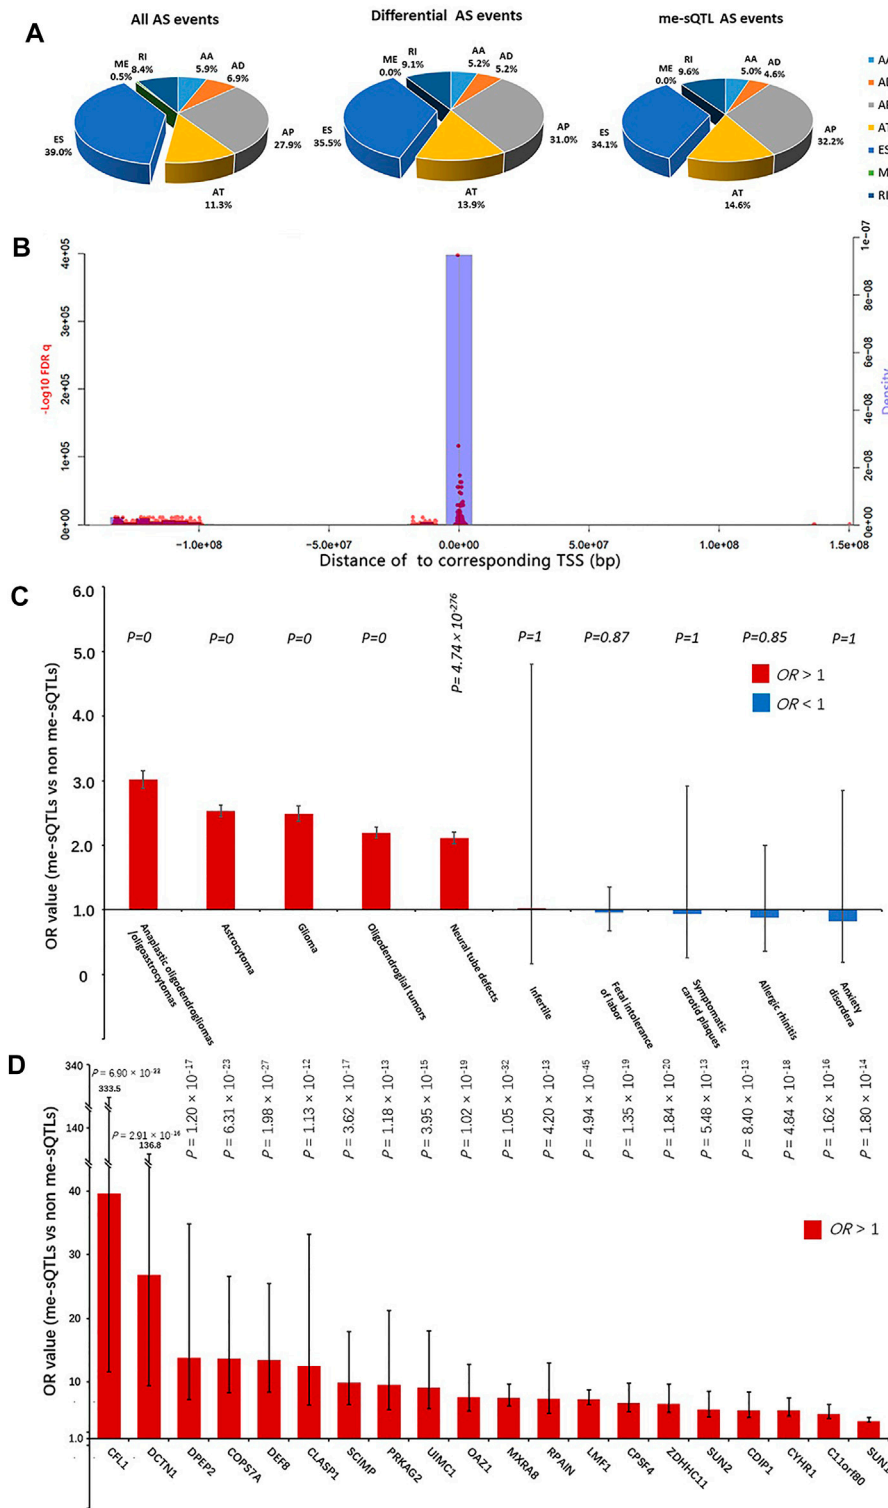 A
All AS events
Differential AS events
me-sQTL AS events
ME
0.5%
RI
8.4%
AA
5.9%
AD
6.9%
AP
27.9%
AT
11.3%
ES
39.0%
ME
0.0%
RI
9.1%
AA
5.2%
AD
5.2%
AP
31.0%
AT
13.9%
ES
35.5%
ME
0.0%
RI
9.6%
AA
5.0%
AD
4.6%
AP
32.2%
AT
14.6%
ES
34.1%
AT
ES
B
-Log10 FDR q
4e+05
3e+05
2e+05
1e+05
0e+00
1e-07
8e-08
6e-08
4e-08
2e-08
0e+00
Density
-1.0e+08
-5.0e+07
0.0e+00
5.0e+07
1.0e+08
1.5e+08
Distance of to corresponding TSS (bp)
C
OR value (me-sQTLs vs non me-sQTLs)
6.0
5.0
4.0
3.0
2.0
1.0
0
P=0
P=0
P=0
P=0
P= 4.74 × 10⁻²⁷⁶
P=1
P=0.87
P=1
P=0.85
P=1
OR > 1
OR < 1
Anaplastic oligodendrogliomas
/oligoastrocytomas
Astrocytoma
Glioma
Oligodendroglial tumors
Neural tube defects
Infertile
Fetal intolerance
of labor
Symptomatic
carotid plaques
Allergic rhinitis
Anxiety
disordera
D
OR value (me-sQTLs vs non me-sQTLs)
340
140
40
30
20
10
1.0
P = 6.90 × 10⁻³³
333.5
P = 2.91 × 10⁻¹⁶
136.8
P = 1.20 × 10⁻¹⁷
P = 6.31 × 10⁻²³
P = 1.98 × 10⁻²⁷
P = 1.13 × 10⁻¹²
P = 3.62 × 10⁻¹⁷
P = 1.18 × 10⁻¹³
P = 3.95 × 10⁻¹⁵
P = 1.02 × 10⁻¹⁹
P = 1.05 × 10⁻³²
P = 4.20 × 10⁻¹³
P = 4.94 × 10⁻⁴⁵
P = 1.35 × 10⁻¹⁹
P = 1.84 × 10⁻²⁰
P = 5.48 × 10⁻¹³
P = 8.40 × 10⁻¹³
P = 4.84 × 10⁻¹⁸
P = 1.62 × 10⁻¹⁶
P = 1.80 × 10⁻¹⁴
OR > 1
CFL1
DCTN1
DPEP2
COPS7A
DEF8
CLASP1
SCIMP
PRKAG2
UIMC1
OAZ1
MXRA8
RPAIN
LMF1
CPSF4
ZDHHC11
SUN2
CDIP1
CYHR1
C11orf80
SUN1